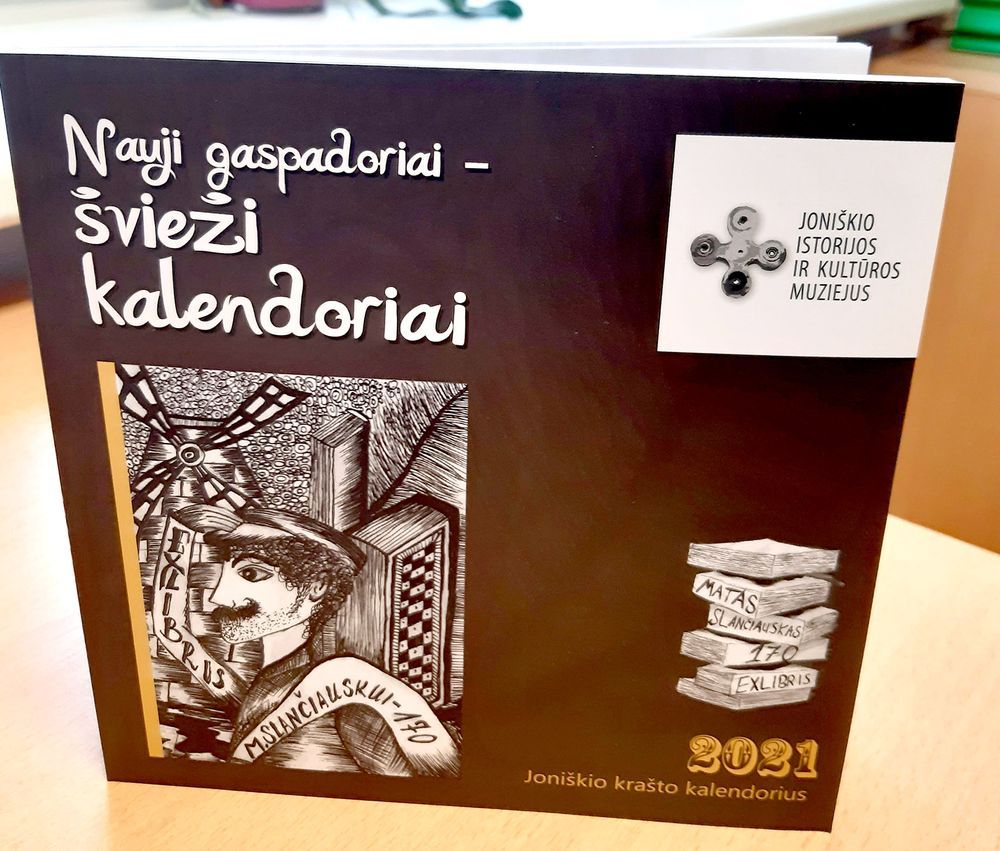 Nauji gaspadoriai –
švieži
kalendoriai
JONIŠKIO
ISTORIJOS
IR KULTŪROS
MUZIEJUS
EXLIBRUS
M.SLANČIAUSKUI-170
MATAS
SLANČIAUSKAS
170
EXLIBRIS
2021
Joniškio krašto kalendorius